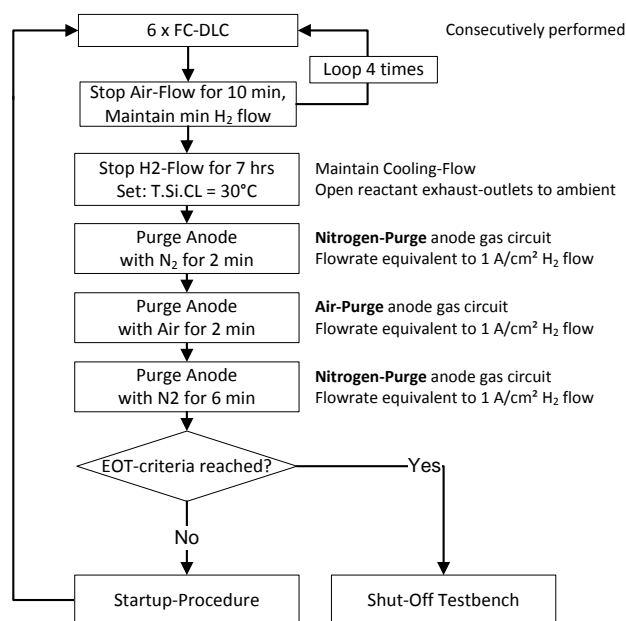 6 x FC-DLC
Consecutively performed
Loop 4 times
Stop Air-Flow for 10 min,
Maintain min H₂ flow
Stop H2-Flow for 7 hrs
Set: T.Si.CL = 30°C
Maintain Cooling-Flow
Open reactant exhaust-outlets to ambient
Purge Anode
with N₂ for 2 min
Nitrogen-Purge anode gas circuit
Flowrate equivalent to 1 A/cm² H₂ flow
Purge Anode
with Air for 2 min
Air-Purge anode gas circuit
Flowrate equivalent to 1 A/cm² H₂ flow
Purge Anode
with N2 for 6 min
Nitrogen-Purge anode gas circuit
Flowrate equivalent to 1 A/cm² H₂ flow
EOT-criteria reached?
Yes
No
Startup-Procedure
Shut-Off Testbench